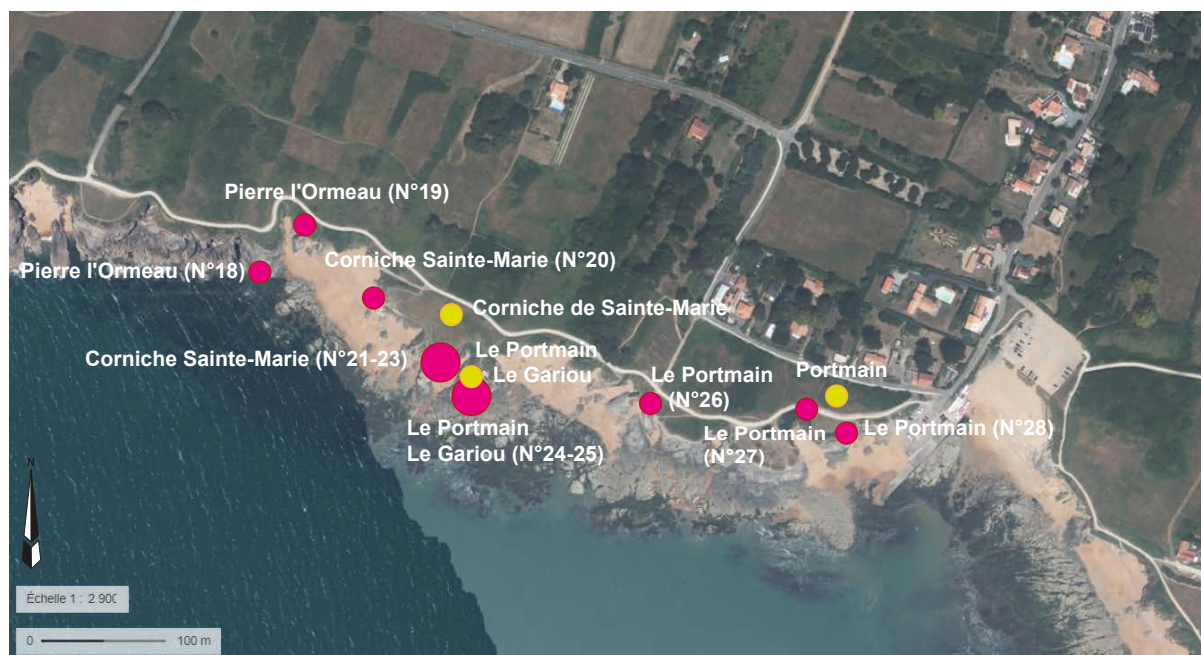 Pierre l'Ormeau (N°19)
Corniche Sainte-Marie (N°20)
Pierre l'Ormeau (N°18)
Corniche de Sainte-Marie
Corniche Sainte-Marie (N°21-23)
Le Portmain
Le Gariou
Le Portmain
(N°26)
Portmain
Le Portmain
(N°27)
Le Portmain (N°28)
Le Portmain
Le Gariou (N°24-25)
N
Échelle 1 : 2 900
0
100 m